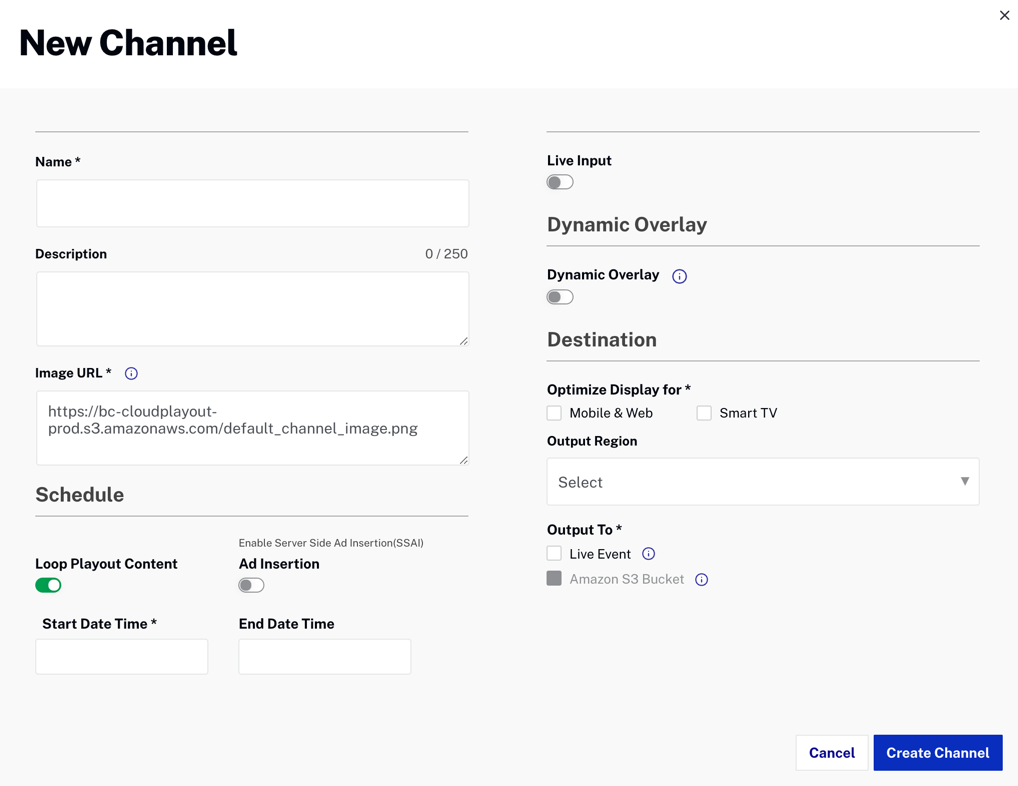 New Channel
Name *
Description 0 / 250
Image URL *
https://bc-cloudplayout-
prod.s3.amazonaws.com/default_channel_image.png
Schedule
Enable Server Side Ad Insertion(SSAI)
Loop Playout Content
Ad Insertion
Start Date Time *
End Date Time
Live Input
Dynamic Overlay
Dynamic Overlay
Destination
Optimize Display for *
Mobile & Web
Smart TV
Output Region
Select
Output To *
Live Event
Amazon S3 Bucket
Cancel
Create Channel